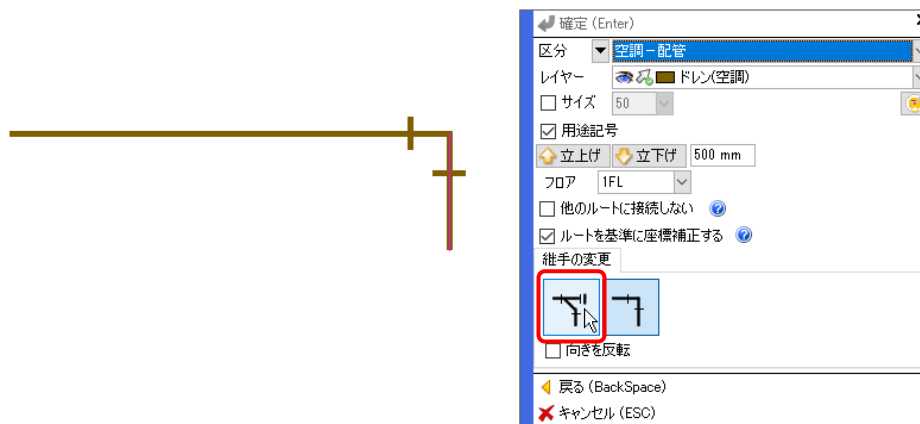 確定 (Enter)
区分 空調－配管
レイヤー ドレン(空調)
サイズ 50
用途記号
立上げ 立下げ 500 mm
フロア 1FL
他のルートに接続しない
ルートを基準に座標補正する
継手の変更
向きを反転
戻る (BackSpace)
キャンセル (ESC)